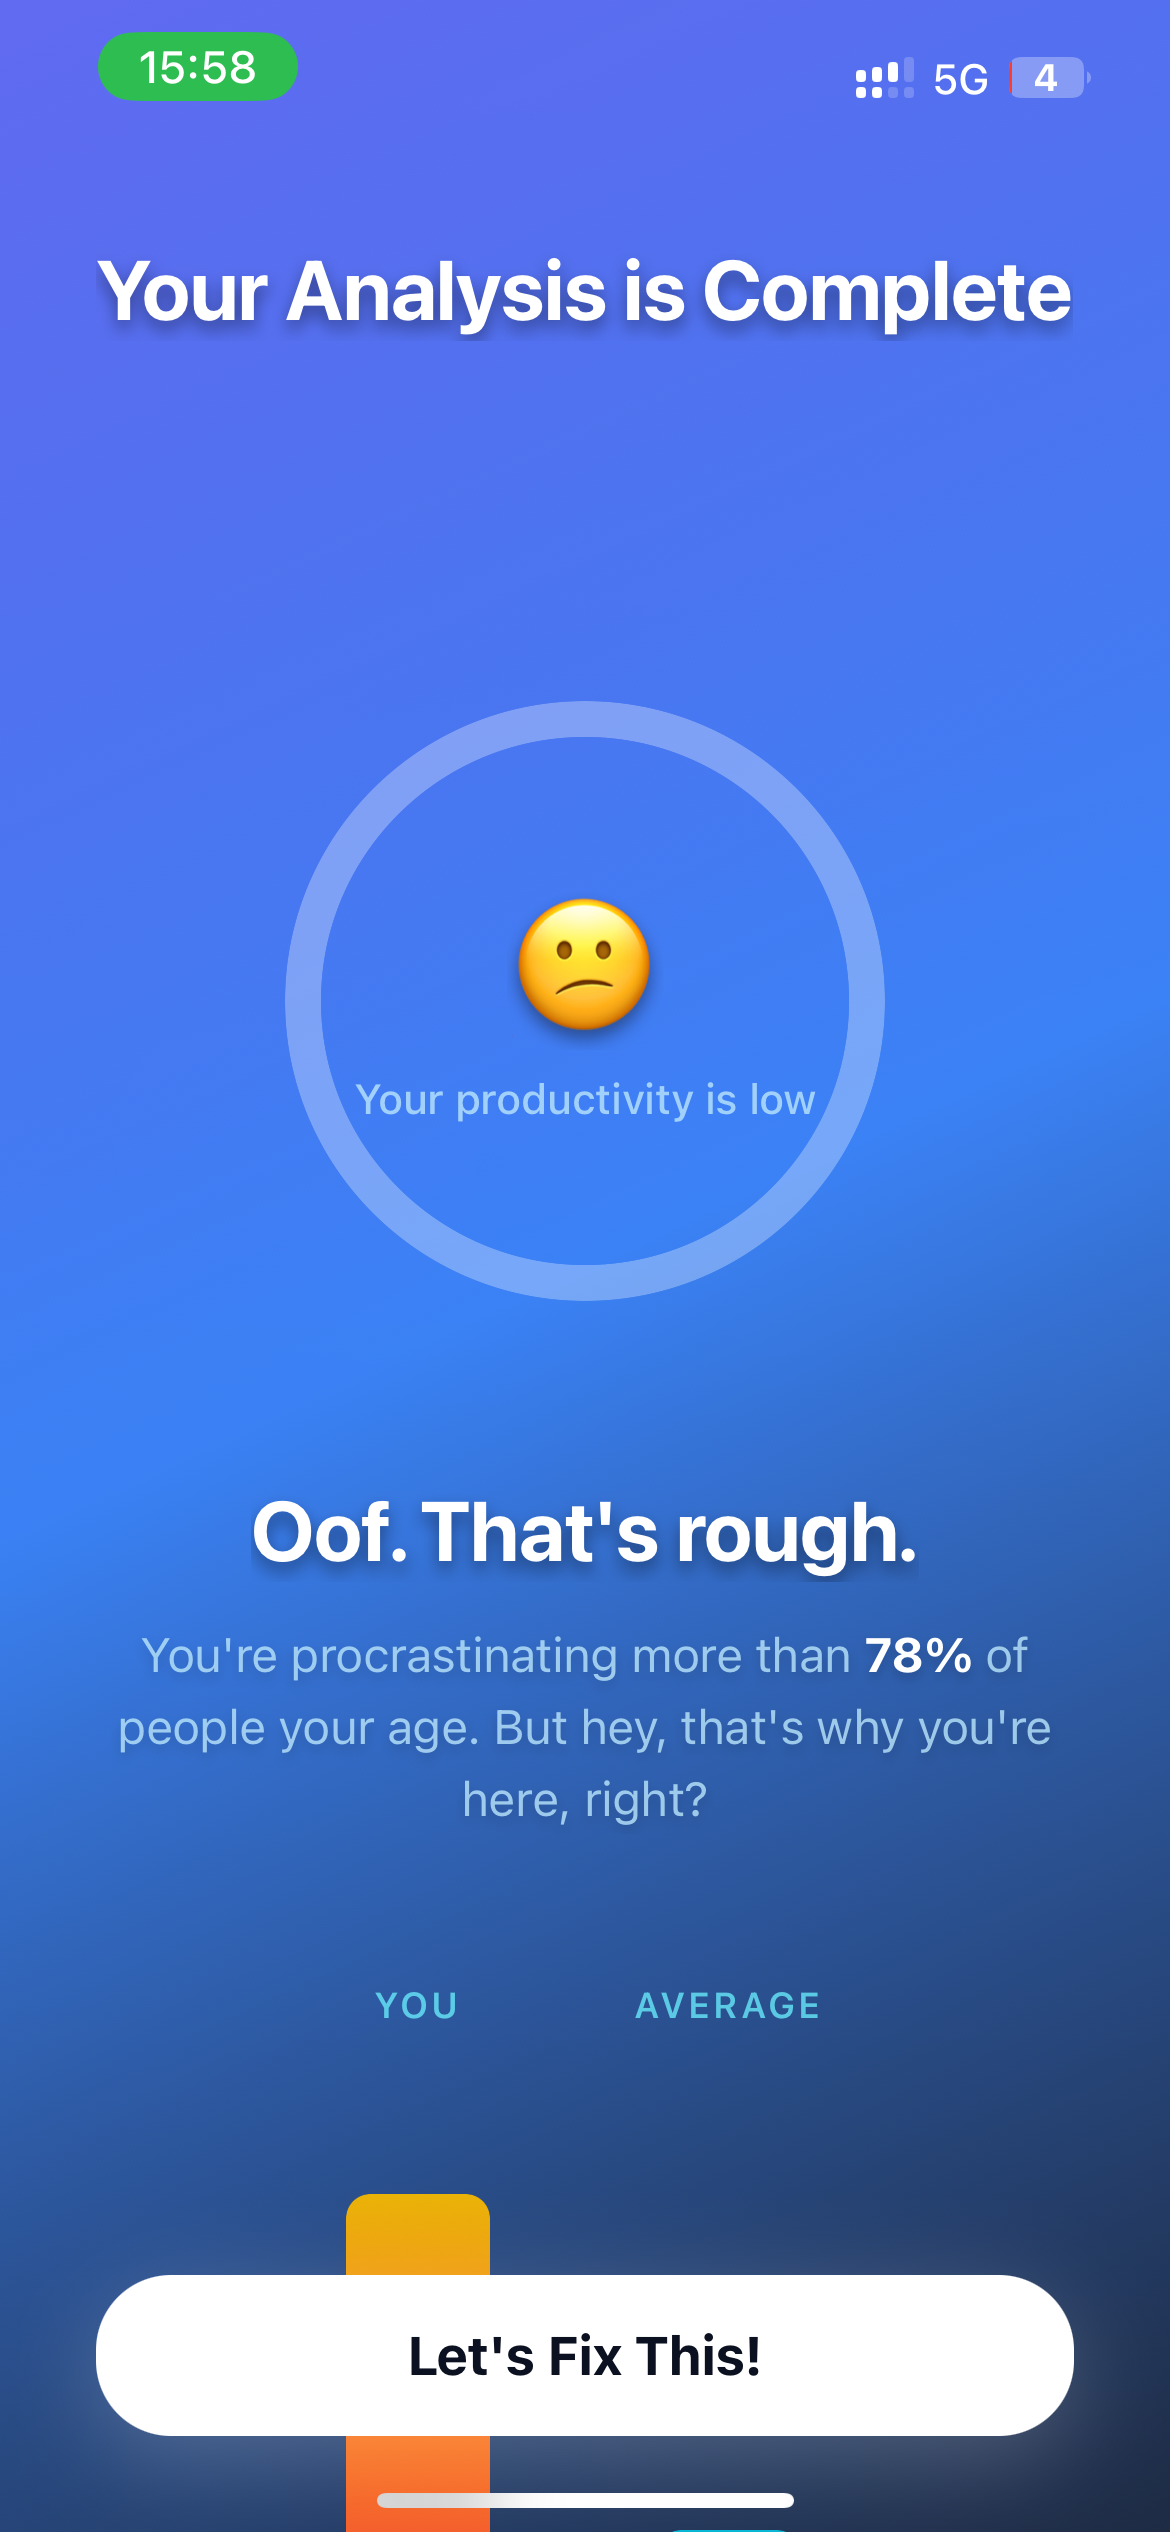 15:58
5G 4
Your Analysis is Complete
Your productivity is low
Oof. That's rough.
You're procrastinating more than 78% of
people your age. But hey, that's why you're
here, right?
YOU AVERAGE
Let's Fix This!